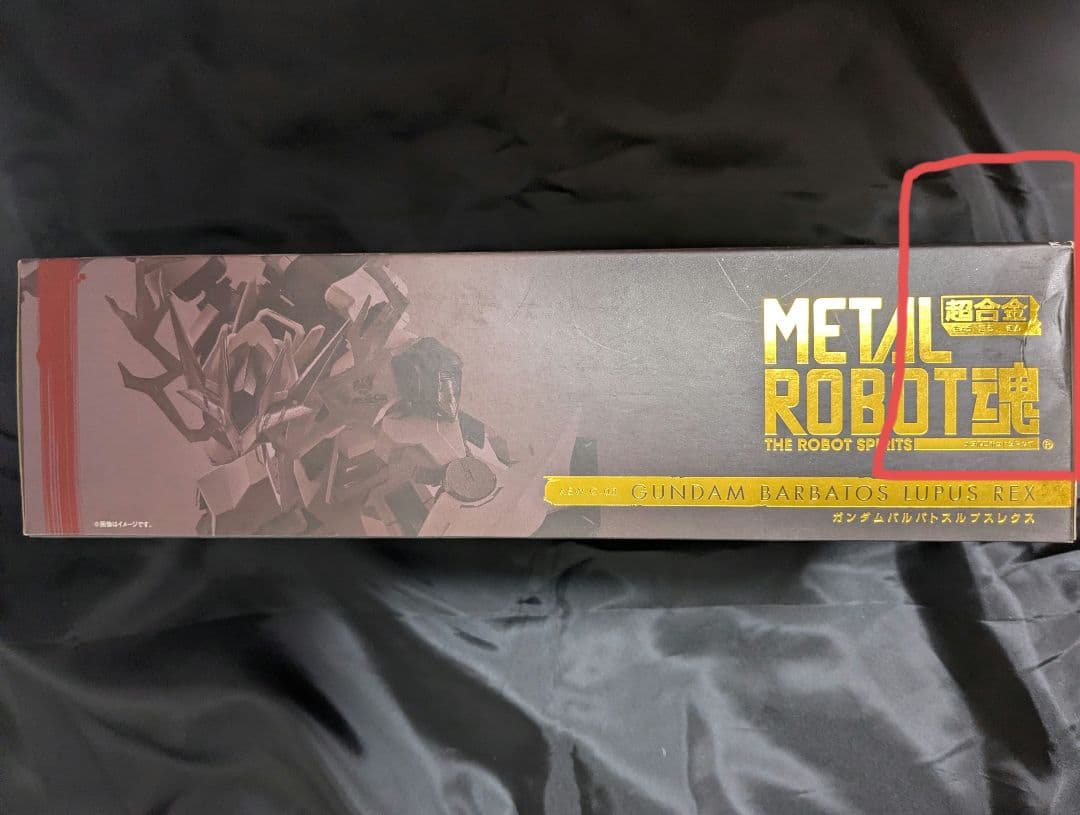 METAL 超合金
ROBOT魂
THE ROBOT SPIRITS
GUNDAM BARBATOS LUPUS REX
ガンダムバルバトスルプスレクス
※画像はイメージです。